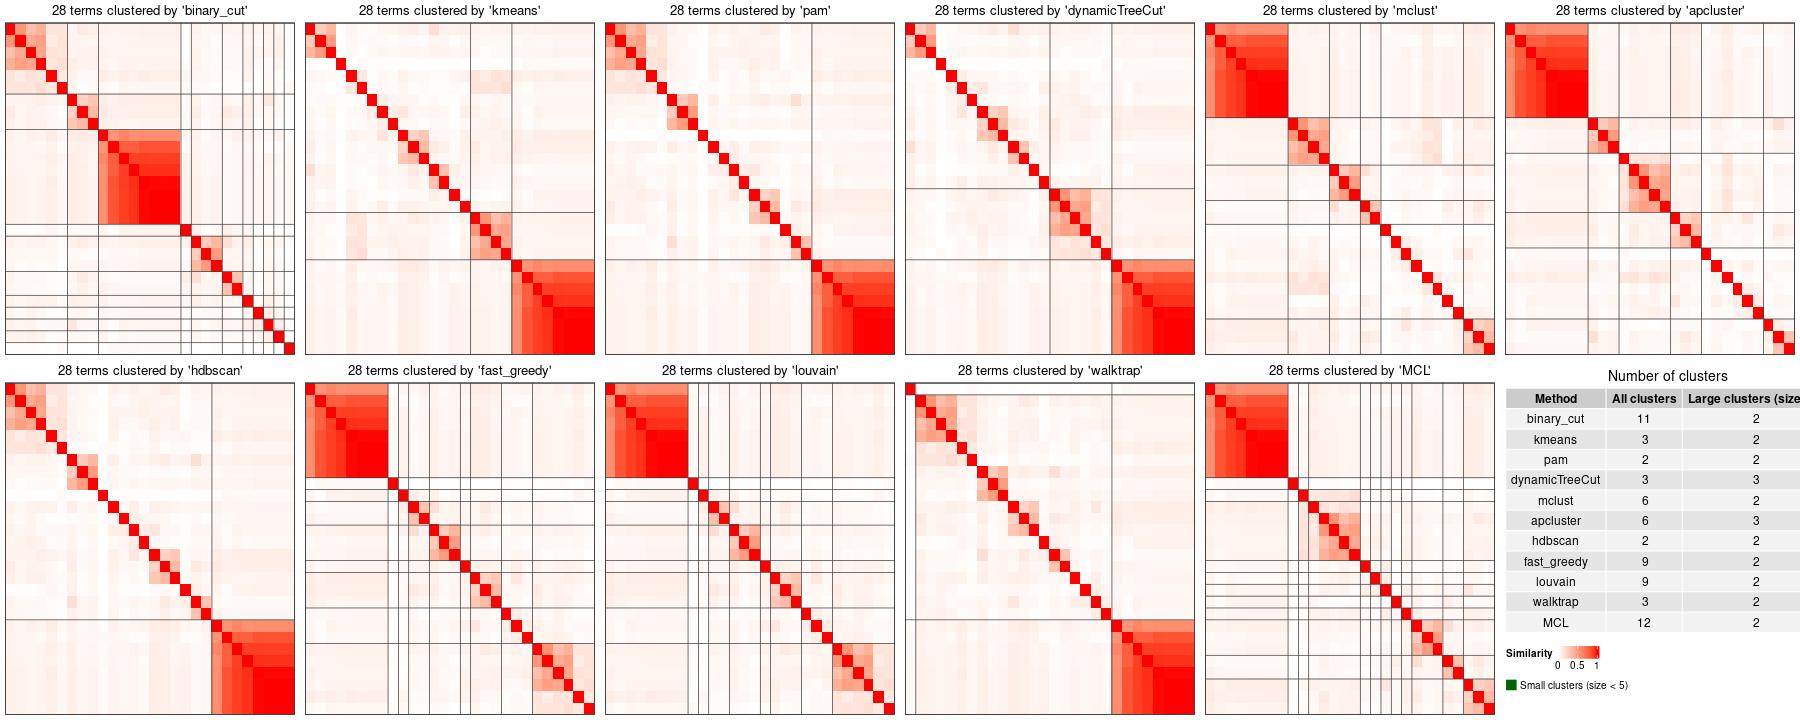 28 terms clustered by 'binary_cut'
28 terms clustered by 'kmeans'
28 terms clustered by 'pam'
28 terms clustered by 'dynamicTreeCut'
28 terms clustered by 'mclust'
28 terms clustered by 'apcluster'
28 terms clustered by 'hdbscan'
28 terms clustered by 'fast_greedy'
28 terms clustered by 'louvain'
28 terms clustered by 'walktrap'
28 terms clustered by 'MCL'
Number of clusters
Method All clusters Large clusters (size
binary_cut 11 2
kmeans 3 2
pam 2 2
dynamicTreeCut 3 3
mclust 6 2
apcluster 6 3
hdbscan 2 2
fast_greedy 9 2
louvain 9 2
walktrap 3 2
MCL 12 2
Similarity
0 0.5 1
Small clusters (size < 5)